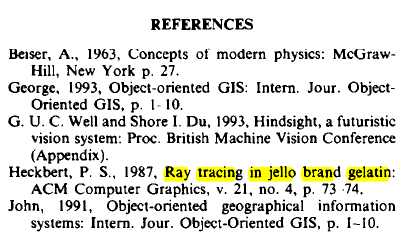 REFERENCES
Beiser, A., 1963, Concepts of modern physics: McGraw-
Hill, New York p. 27.
George, 1993, Object-oriented GIS: Intern. Jour. Object-
Oriented GIS, p. 1-10.
G. U. C. Well and Shore I. Du, 1993, Hindsight, a futuristic
vision system: Proc. British Machine Vision Conference
(Appendix).
Heckbert, P. S., 1987, Ray tracing in jello brand gelatin:
ACM Computer Graphics, v. 21, no. 4, p. 73-74.
John, 1991, Object-oriented geographical information
systems: Intern. Jour. Object-Oriented GIS, p. 1-10.